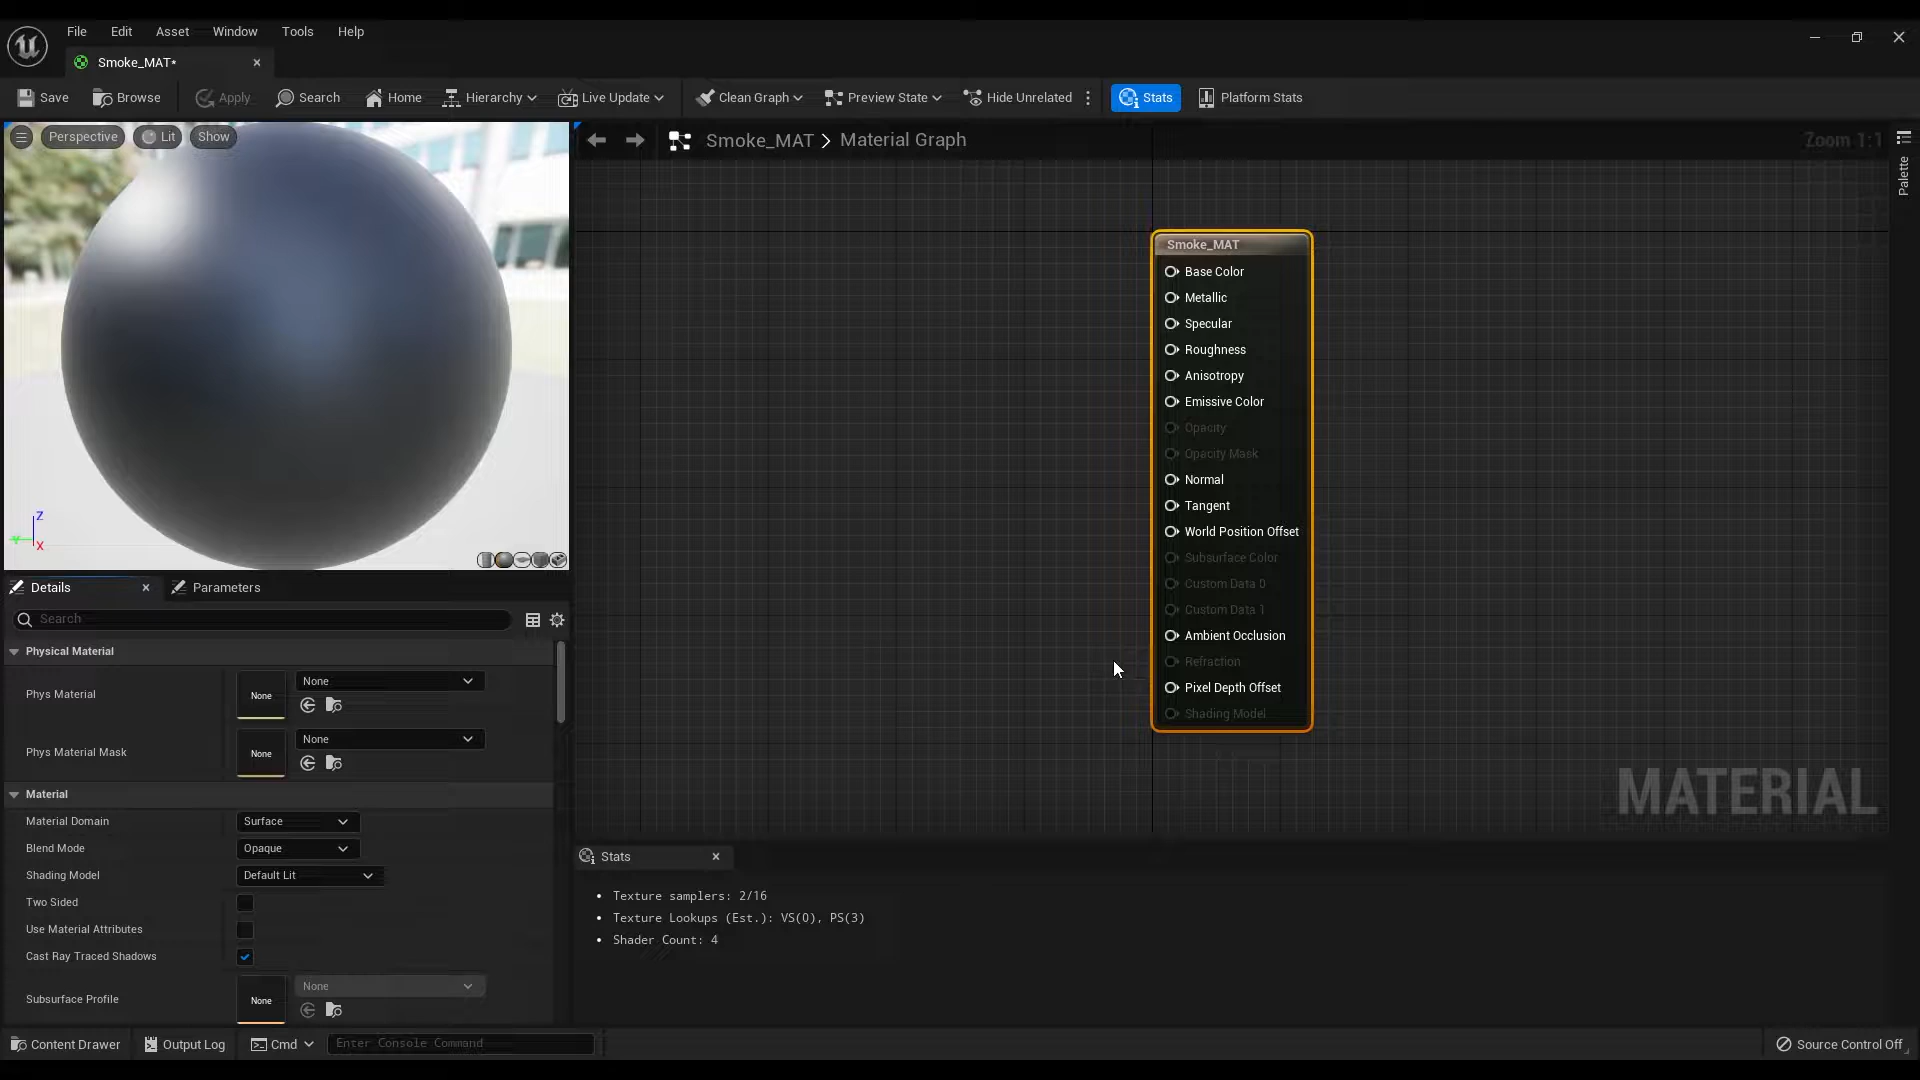 File Edit Asset Window Tools Help
Smoke_MAT*
Save Browse Apply Search Home Hierarchy Live Update Clean Graph Preview State Hide Unrelated Stats Platform Stats
Perspective Lit Show
Smoke_MAT > Material Graph
Zoom 1:1
Palette
Smoke_MAT
Base Color
Metallic
Specular
Roughness
Anisotropy
Emissive Color
Opacity
Opacity Mask
Normal
Tangent
World Position Offset
Subsurface Color
Custom Data 0
Custom Data 1
Ambient Occlusion
Refraction
Pixel Depth Offset
Shading Model
MATERIAL
Z
Y
X
Details Parameters
Search
Physical Material
Phys Material None None
Phys Material Mask None None
Material
Material Domain Surface
Blend Mode Opaque
Shading Model Default Lit
Two Sided
Use Material Attributes
Cast Ray Traced Shadows
Subsurface Profile None None
Stats
Texture samplers: 2/16
Texture Lookups (Est.): VS(0), PS(3)
Shader Count: 4
Content Drawer Output Log Cmd Enter Console Command Source Control Off